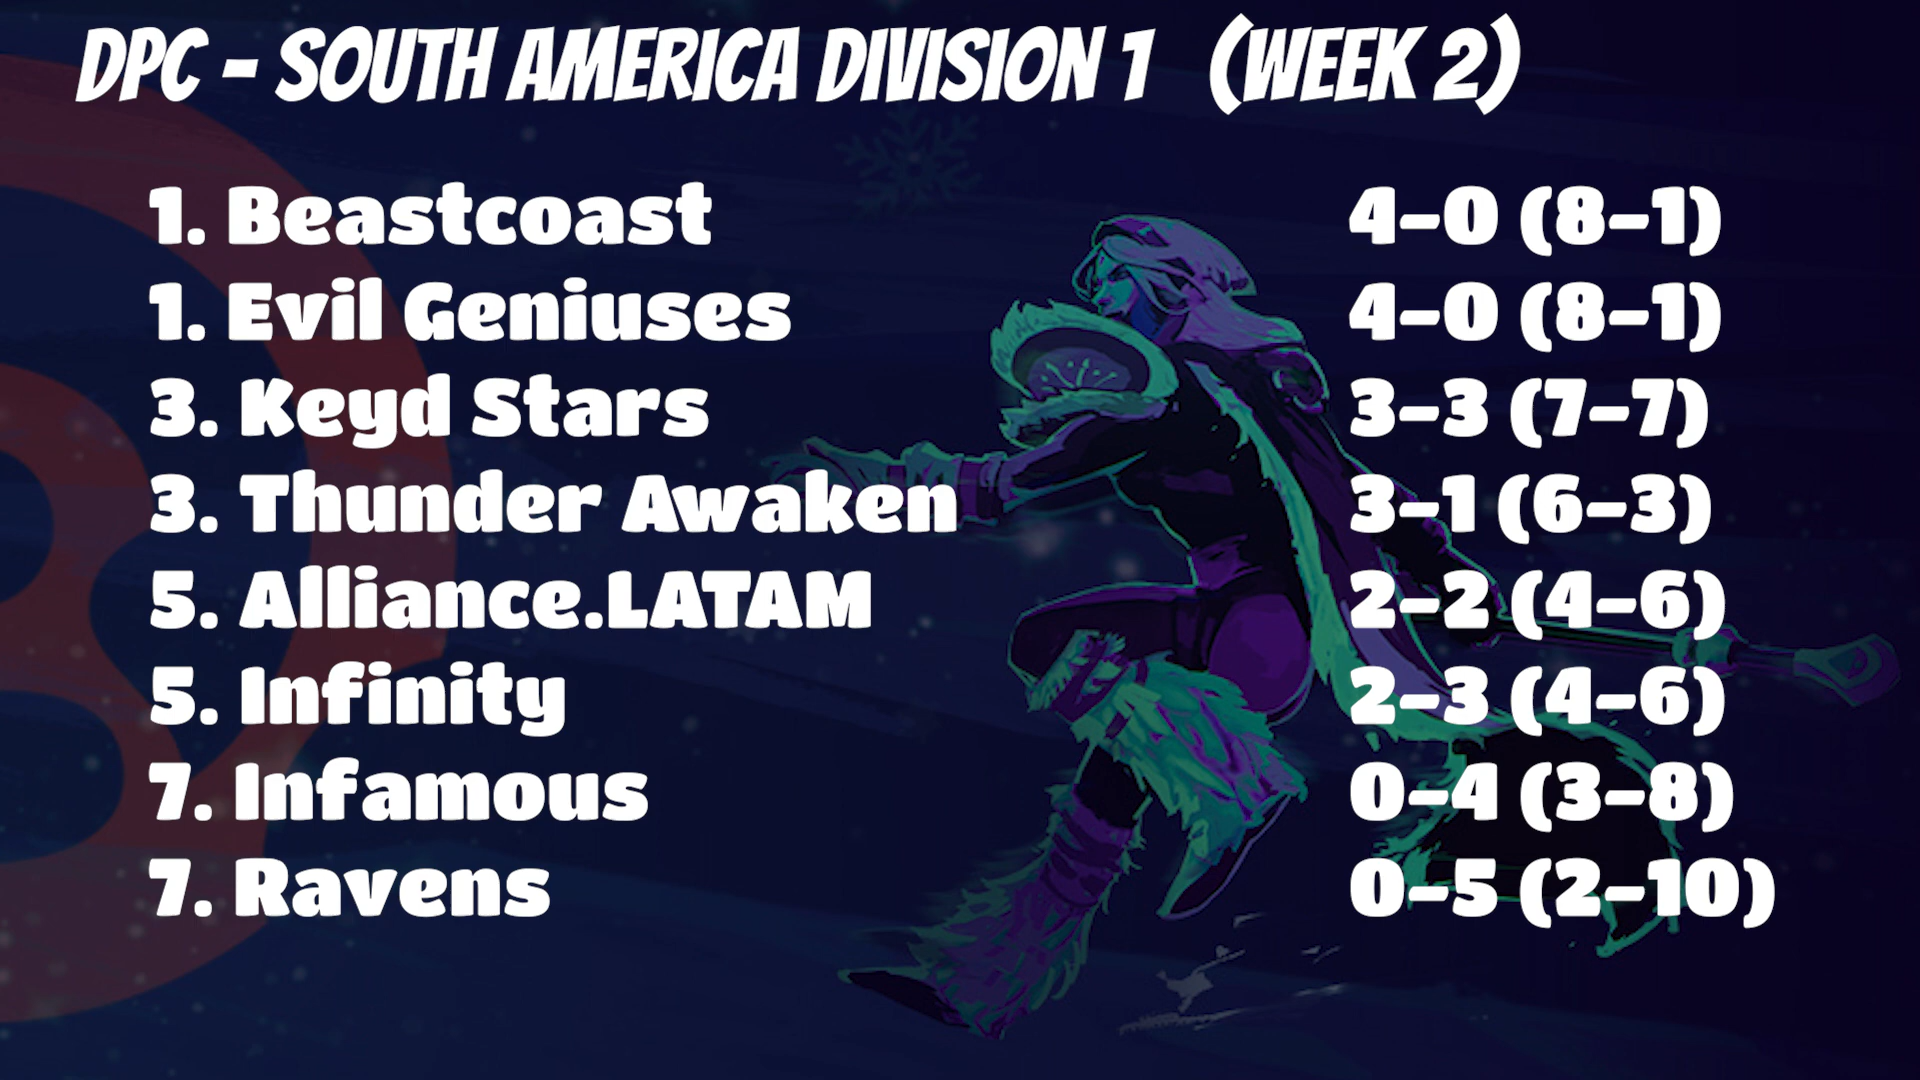 DPC - SOUTH AMERICA DIVISION 1 (WEEK 2)
1. Beastcoast 4-0 (8-1)
1. Evil Geniuses 4-0 (8-1)
3. Keyd Stars 3-3 (7-7)
3. Thunder Awaken 3-1 (6-3)
5. Alliance.LATAM 2-2 (4-6)
5. Infinity 2-3 (4-6)
7. Infamous 0-4 (3-8)
7. Ravens 0-5 (2-10)